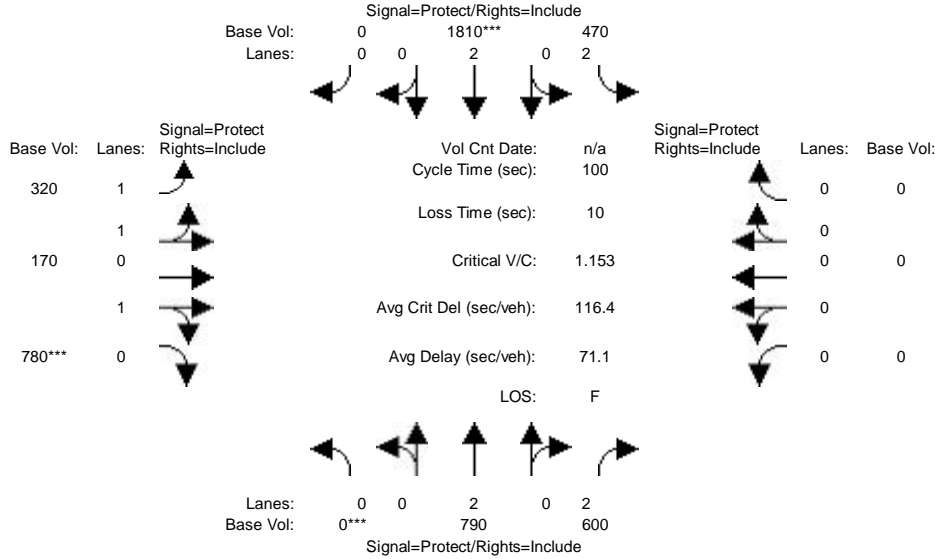 Signal=Protect/Rights=Include
Base Vol: 0 1810*** 470
Lanes: 0 0 2 0 2
Signal=Protect Signal=Protect
Base Vol: Lanes: Rights=Include Vol Cnt Date: n/a Rights=Include Lanes: Base Vol:
Cycle Time (sec): 100
320 1 0 0
Loss Time (sec): 10
1 0
170 0 Critical V/C: 1.153 0 0
1 Avg Crit Del (sec/veh): 116.4 0
780*** 0 Avg Delay (sec/veh): 71.1 0 0
LOS: F
Lanes: 0 0 2 0 2
Base Vol: 0*** 790 600
Signal=Protect/Rights=Include